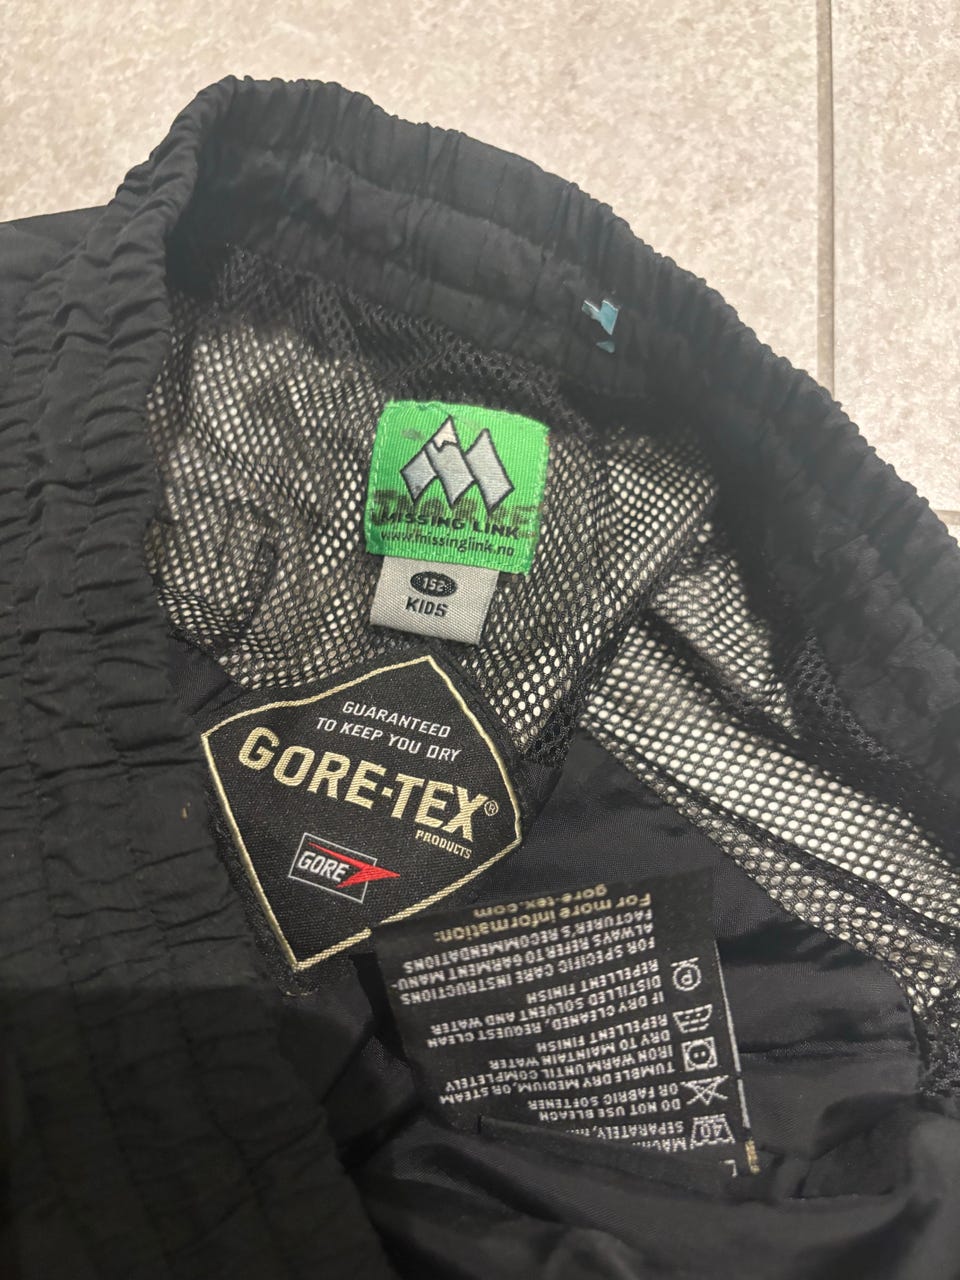 MISSING LINK
www.missinglink.no
152
KIDS
GUARANTEED
TO KEEP YOU DRY
GORE-TEX®
PRODUCTS
GORE
40
SEPARATELY,
DO NOT USE BLEACH
OR FABRIC SOFTENER
TUMBLE DRY MEDIUM, OR STEAM
IRON WARM UNTIL COMPLETELY
DRY TO MAINTAIN WATER
REPELLENT FINISH
IF DRY CLEANED, REQUEST CLEAN
DISTILLED SOLVENT AND WATER
REPELLENT FINISH
FOR SPECIFIC CARE INSTRUCTIONS
ALWAYS REFER TO GARMENT MANU-
FACTURER'S RECOMMENDATIONS
For more information:
gore-tex.com